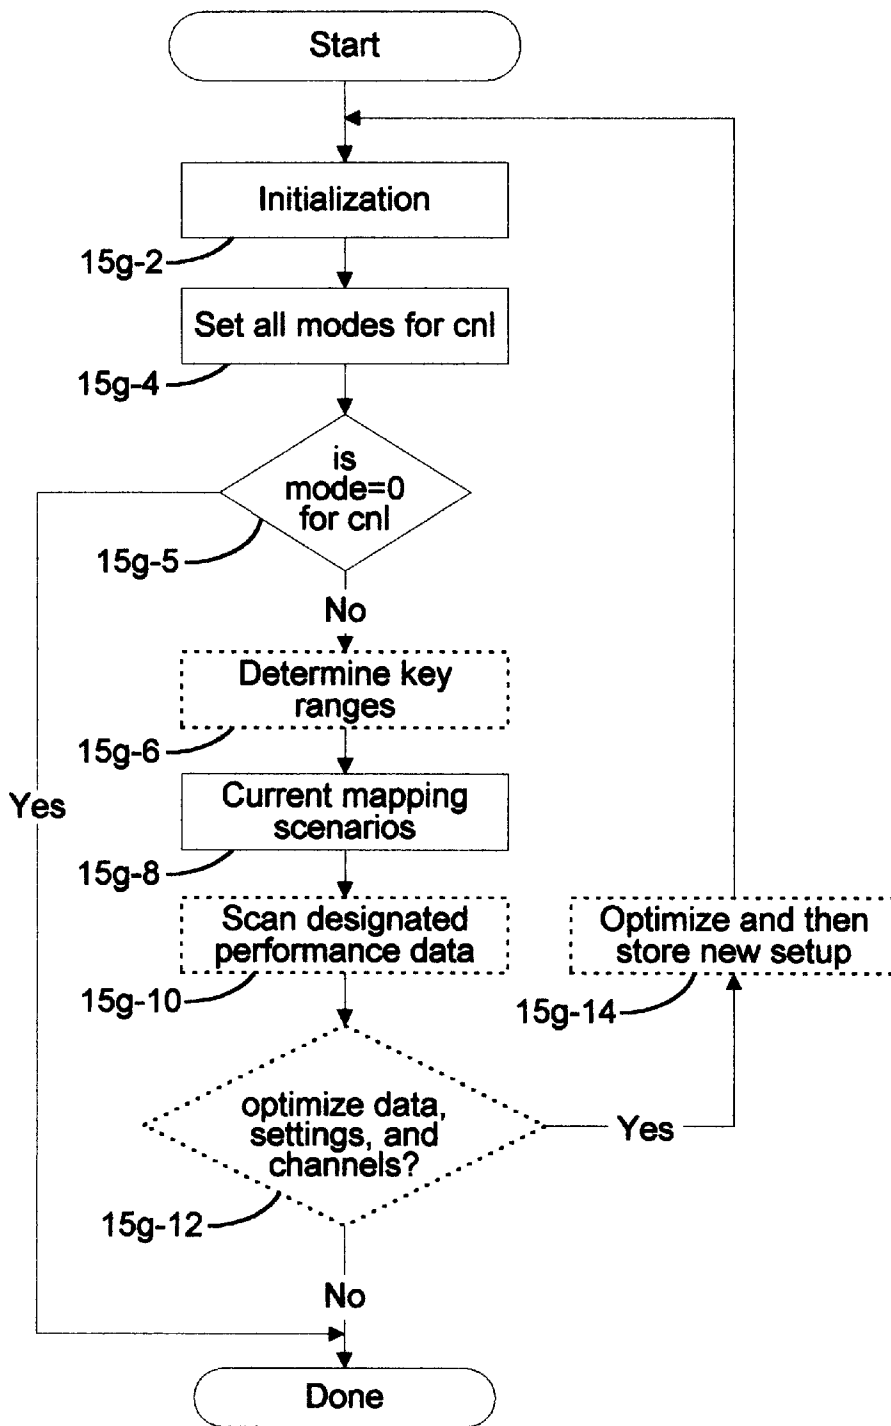 Start
Initialization
15g-2
Set all modes for cnl
15g-4
is
mode=0
for cnl
15g-5
No
Determine key
ranges
15g-6
Yes
Current mapping
scenarios
15g-8
Scan designated
performance data
15g-10
Optimize and then
store new setup
15g-14
optimize data,
settings, and
channels?
Yes
15g-12
No
Done